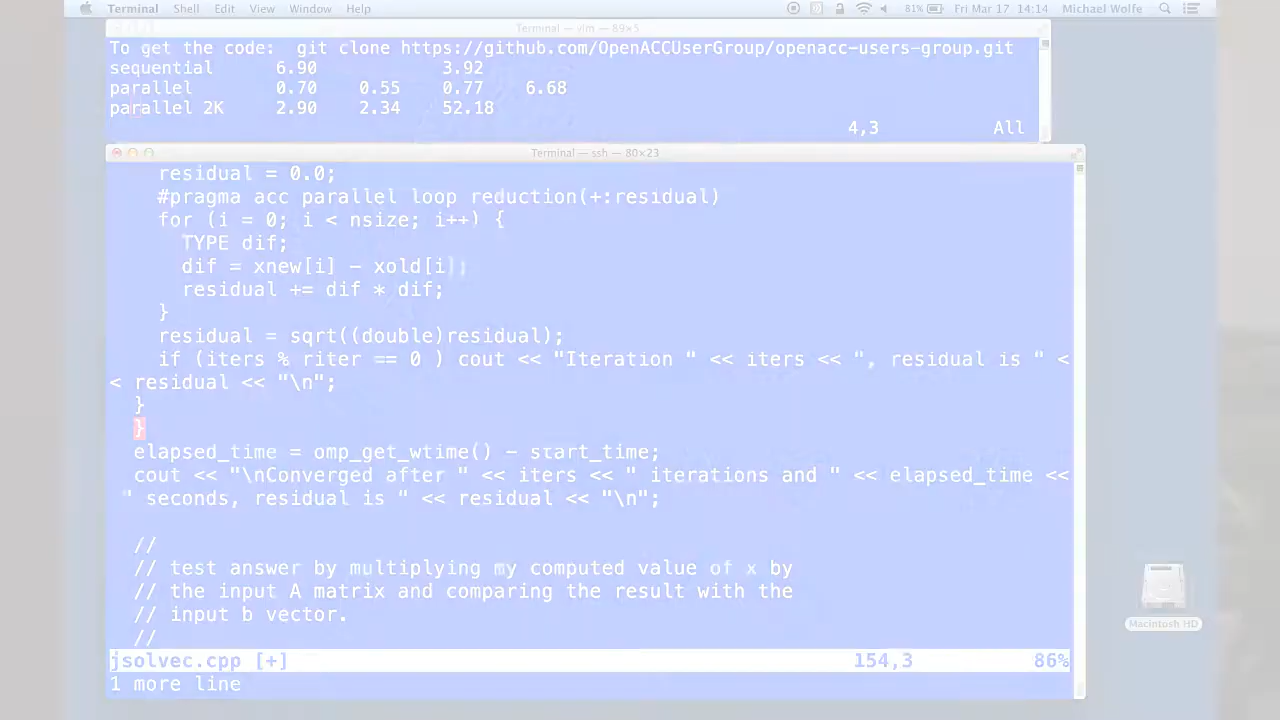 Terminal Shell Edit View Window Help 81% Fri Mar 17 14:14 Michael Wolfe
Terminal — vim — 89×5
To get the code:  git clone https://github.com/OpenACCUserGroup/openacc-users-group.git
sequential 6.90 3.92
parallel 0.70 0.55 0.77 6.68
parallel 2K 2.90 2.34 52.18
4,3 All
Terminal — ssh — 80×23
residual = 0.0;
#pragma acc parallel loop reduction(+:residual)
for (i = 0; i < nsize; i++) {
TYPE dif;
dif = xnew[i] - xold[i];
residual += dif * dif;
}
residual = sqrt((double)residual);
if (iters % riter == 0 ) cout << "Iteration " << iters << ", residual is " <
< residual << "\n";
}
}
elapsed_time = omp_get_wtime() - start_time;
cout << "\nConverged after " << iters << " iterations and " << elapsed_time <<
" seconds, residual is " << residual << "\n";
//
// test answer by multiplying my computed value of x by
// the input A matrix and comparing the result with the
// input b vector.
//
Macintosh HD
jsolvec.cpp [+] 154,3 86%
1 more line